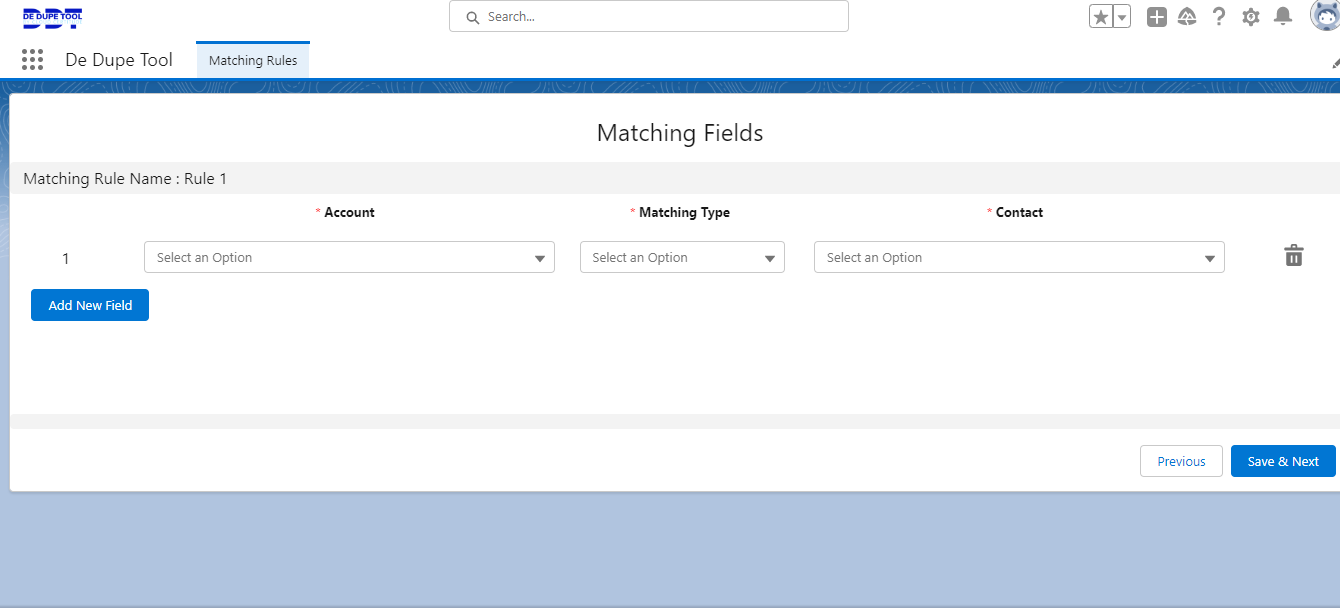 DE DUPE TOOL
DDT
Search...
De Dupe Tool
Matching Rules
Matching Fields
Matching Rule Name : Rule 1
* Account * Matching Type * Contact
1 Select an Option Select an Option Select an Option
Add New Field
Previous Save & Next